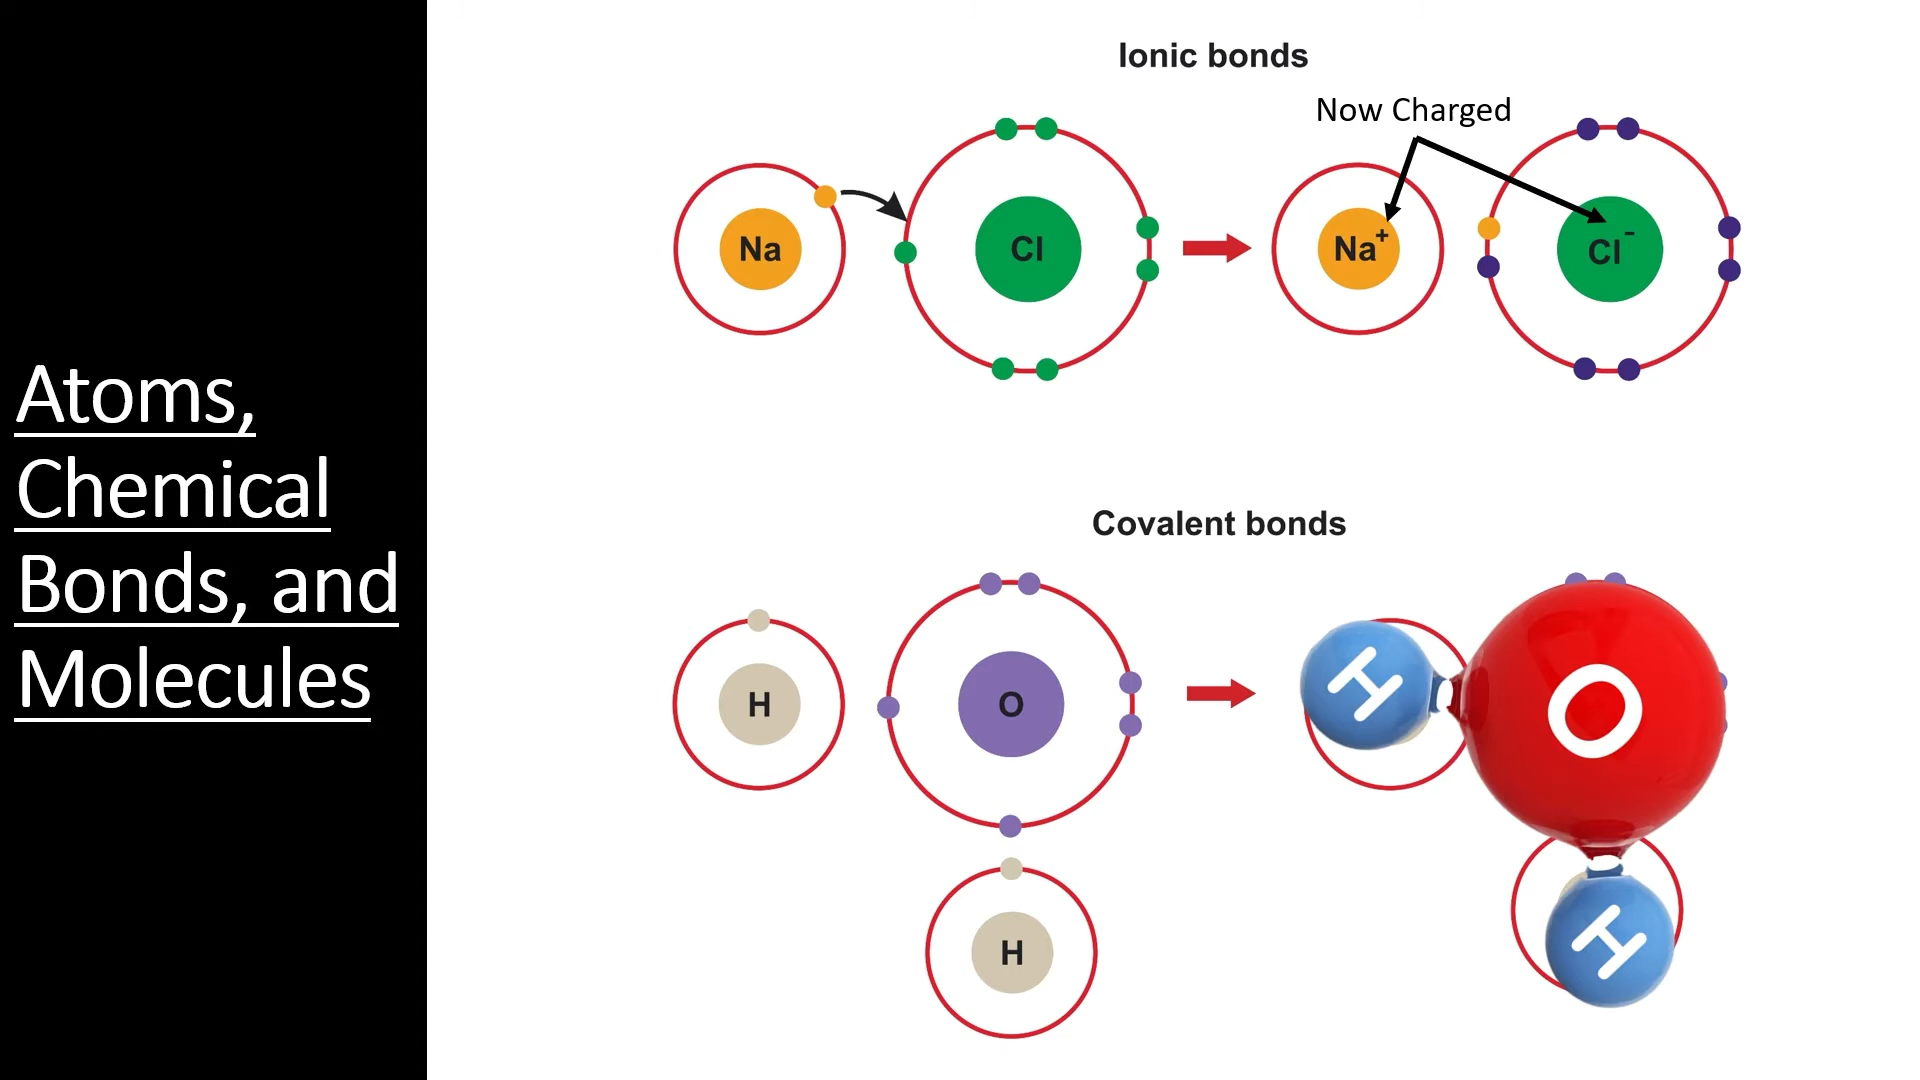 Atoms,
Chemical
Bonds, and
Molecules
Ionic bonds
Now Charged
Na
Cl
Na⁺
Cl⁻
Covalent bonds
H
O
H
H
O
H